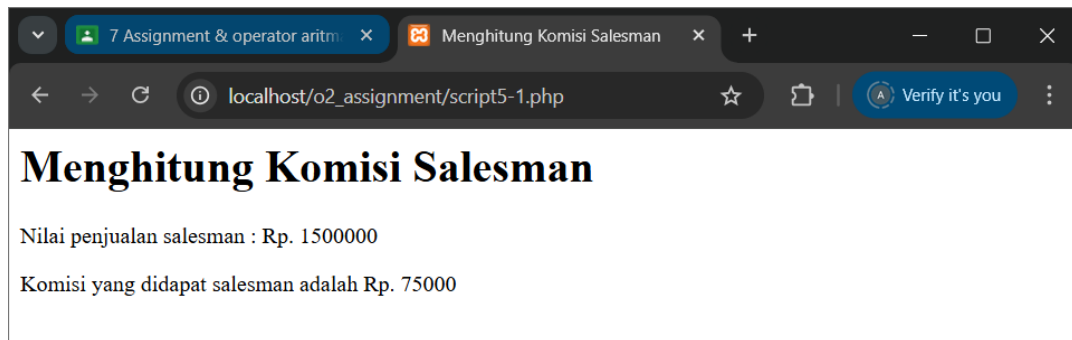 7 Assignment & operator aritm
Menghitung Komisi Salesman
localhost/o2_assignment/script5-1.php
A
Verify it's you
Menghitung Komisi Salesman
Nilai penjualan salesman : Rp. 1500000
Komisi yang didapat salesman adalah Rp. 75000